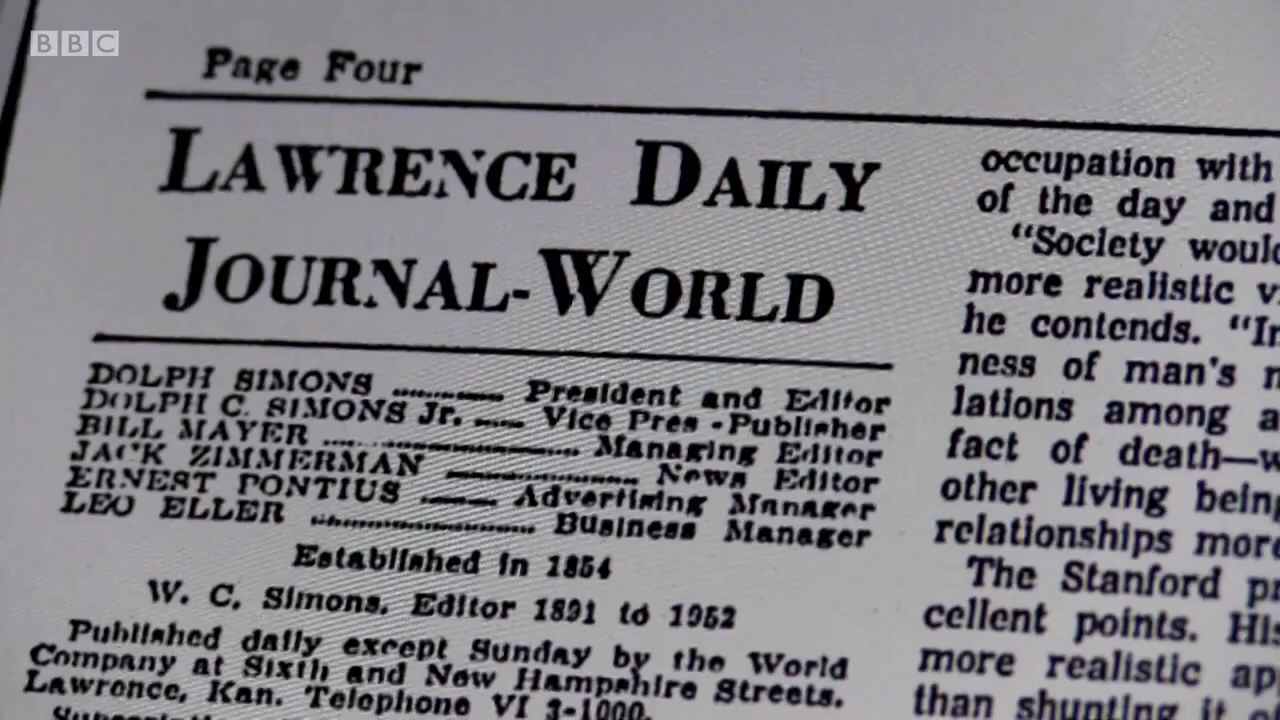 BBC
Page Four
LAWRENCE DAILY
JOURNAL-WORLD
DOLPH SIMONS ............ President and Editor
DOLPH C. SIMONS Jr. ..... Vice Pres.-Publisher
BILL MAYER .............. Managing Editor
JACK ZIMMERMAN .......... News Editor
ERNEST PONTIUS ....... Advertising Manager
LEO ELLER ............... Business Manager
Established in 1854
W. C. Simons, Editor 1891 to 1952
Published daily except Sunday by the World
Company at Sixth and New Hampshire Streets,
Lawrence, Kan. Telephone VI 3-1000.
occupation with
of the day and
"Society would
more realistic
he contends. "In
ness of man's
lations among
fact of death—
other living being
relationships more
The Stanford
cellent points. His
more realistic
than shunting it